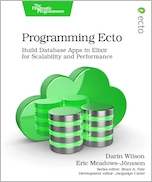 The
Pragmatic
Programmers
ecto
Programming Ecto
Build Database Apps in Elixir
for Scalability and Performance
Darin Wilson
Eric Meadows-Jönsson
Series editor: Bruce A. Tate
Development editor: Jacquelyn Carter